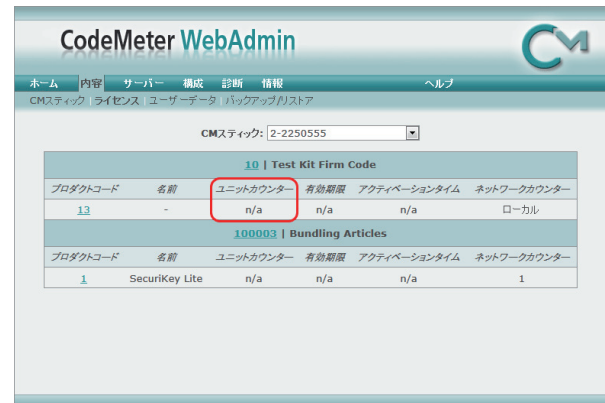 CodeMeter WebAdmin
CM
ホーム 内容 サーバー 構成 診断 情報 ヘルプ
CMスティック | ライセンス | ユーザーデータ | バックアップ/リストア
CMスティック: 2-2250555
10 | Test Kit Firm Code
プロダクトコード 名前 ユニットカウンター 有効期限 アクティベーションタイム ネットワークカウンター
13 - n/a n/a n/a ローカル
100003 | Bundling Articles
プロダクトコード 名前 ユニットカウンター 有効期限 アクティベーションタイム ネットワークカウンター
1 SecuriKey Lite n/a n/a n/a 1